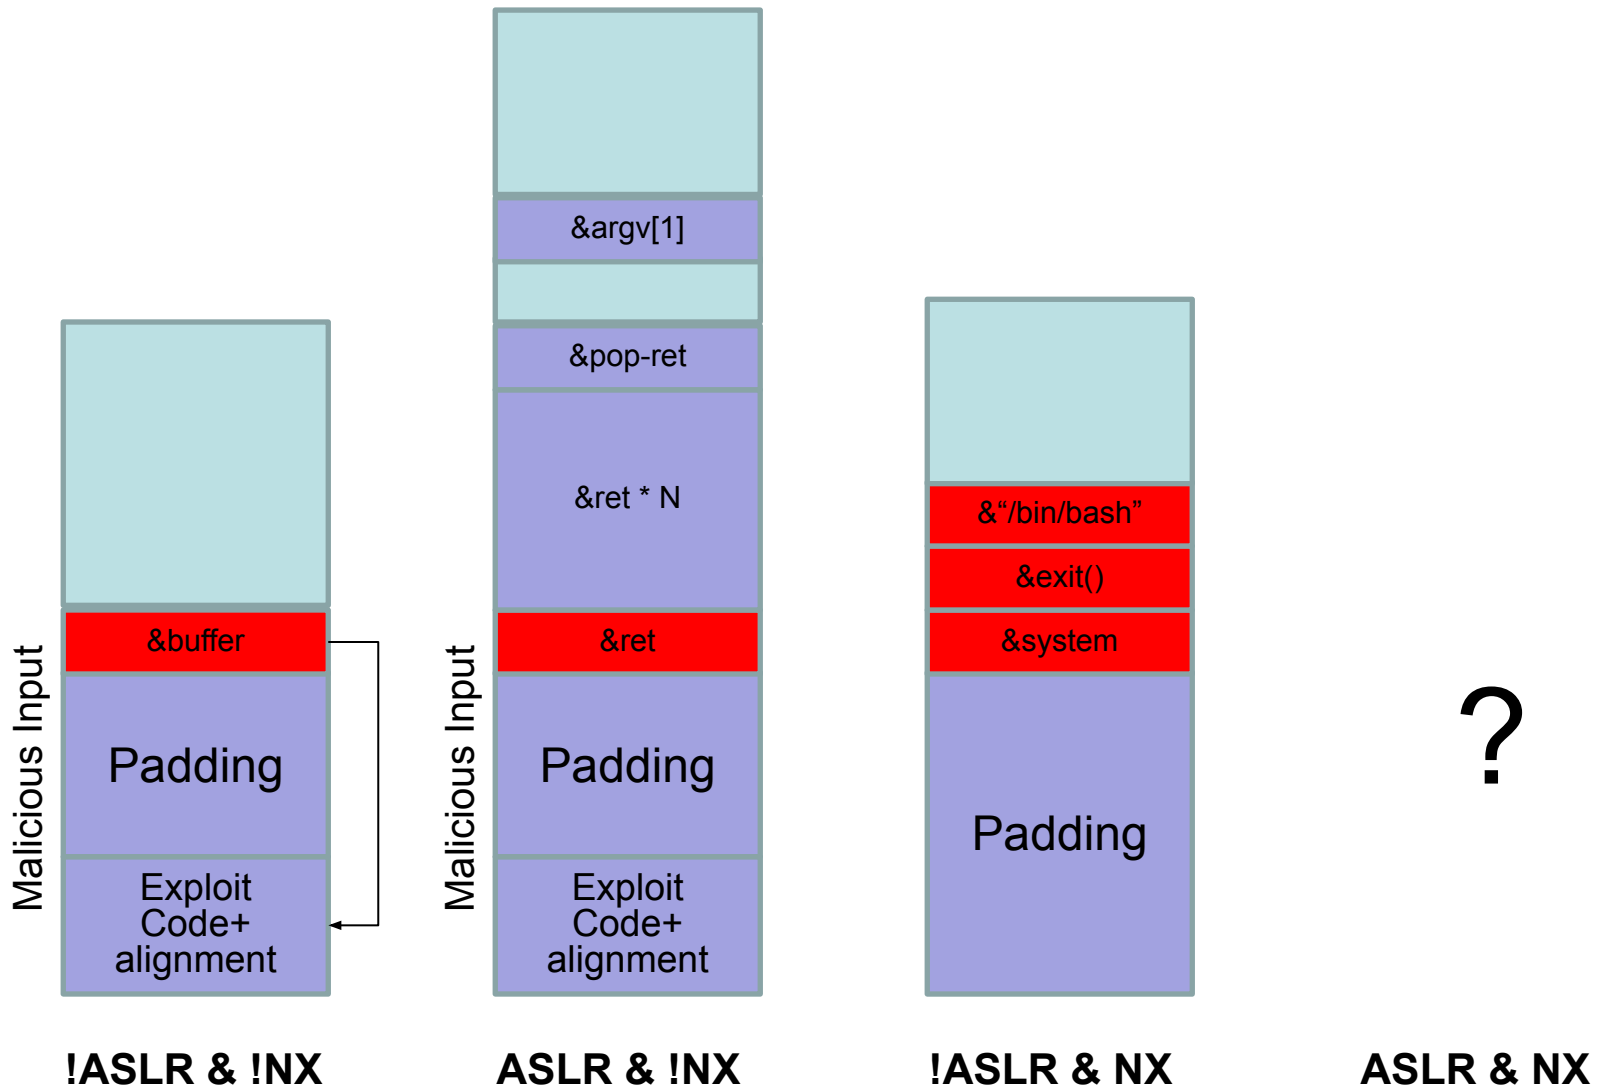 Malicious Input
&buffer
Padding
Exploit
Code+
alignment
!ASLR & !NX
Malicious Input
&argv[1]
&pop-ret
&ret * N
&ret
Padding
Exploit
Code+
alignment
ASLR & !NX
&“/bin/bash”
&exit()
&system
Padding
!ASLR & NX
?
ASLR & NX